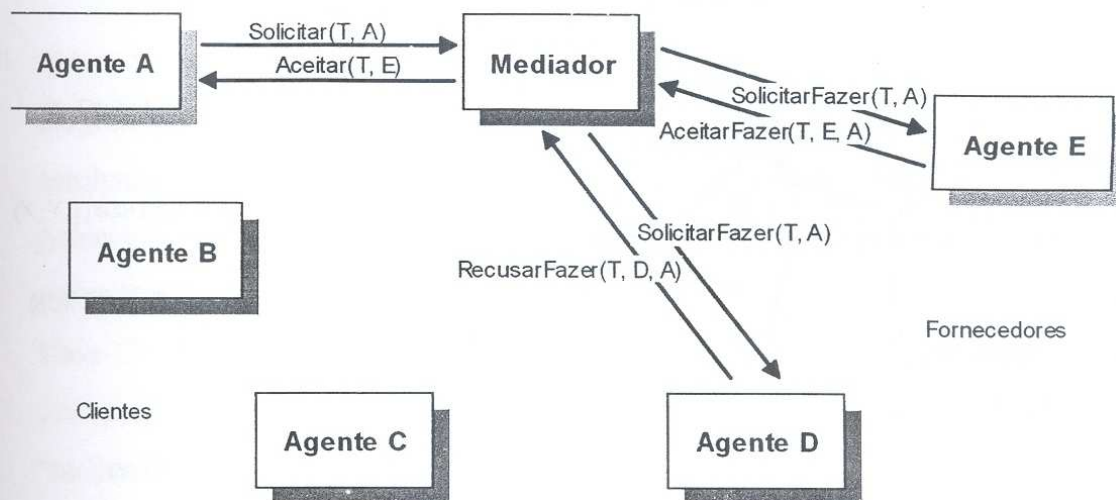 Solicitar(T, A)
Agente A
Aceitar(T, E)
Mediador
SolicitarFazer(T, A)
AceitarFazer(T, E, A)
Agente E
Agente B
SolicitarFazer(T, A)
RecusarFazer(T, D, A)
Fornecedores
Clientes
Agente C
Agente D